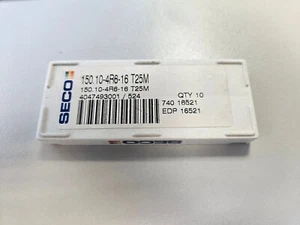 SECO
150.10-4R6-16 T25M
150.10-4R6-16 T25M
4047493001 / 524
QTY 10
740 16521
EDP 16521